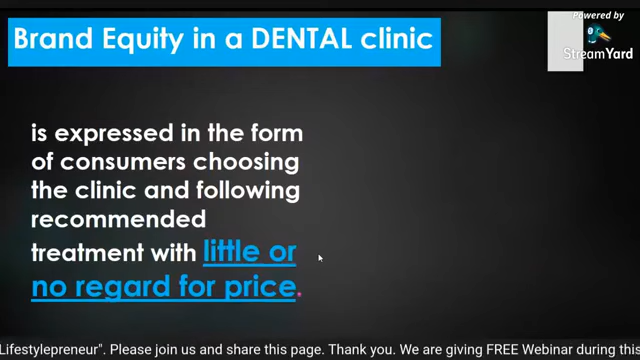 Powered by
Brand Equity in a DENTAL clinic
StreamYard
is expressed in the form
of consumers choosing
the clinic and following
recommended
treatment with little or
no regard for price.
Lifestylepreneur". Please join us and share this page. Thank you. We are giving FREE Webinar during this